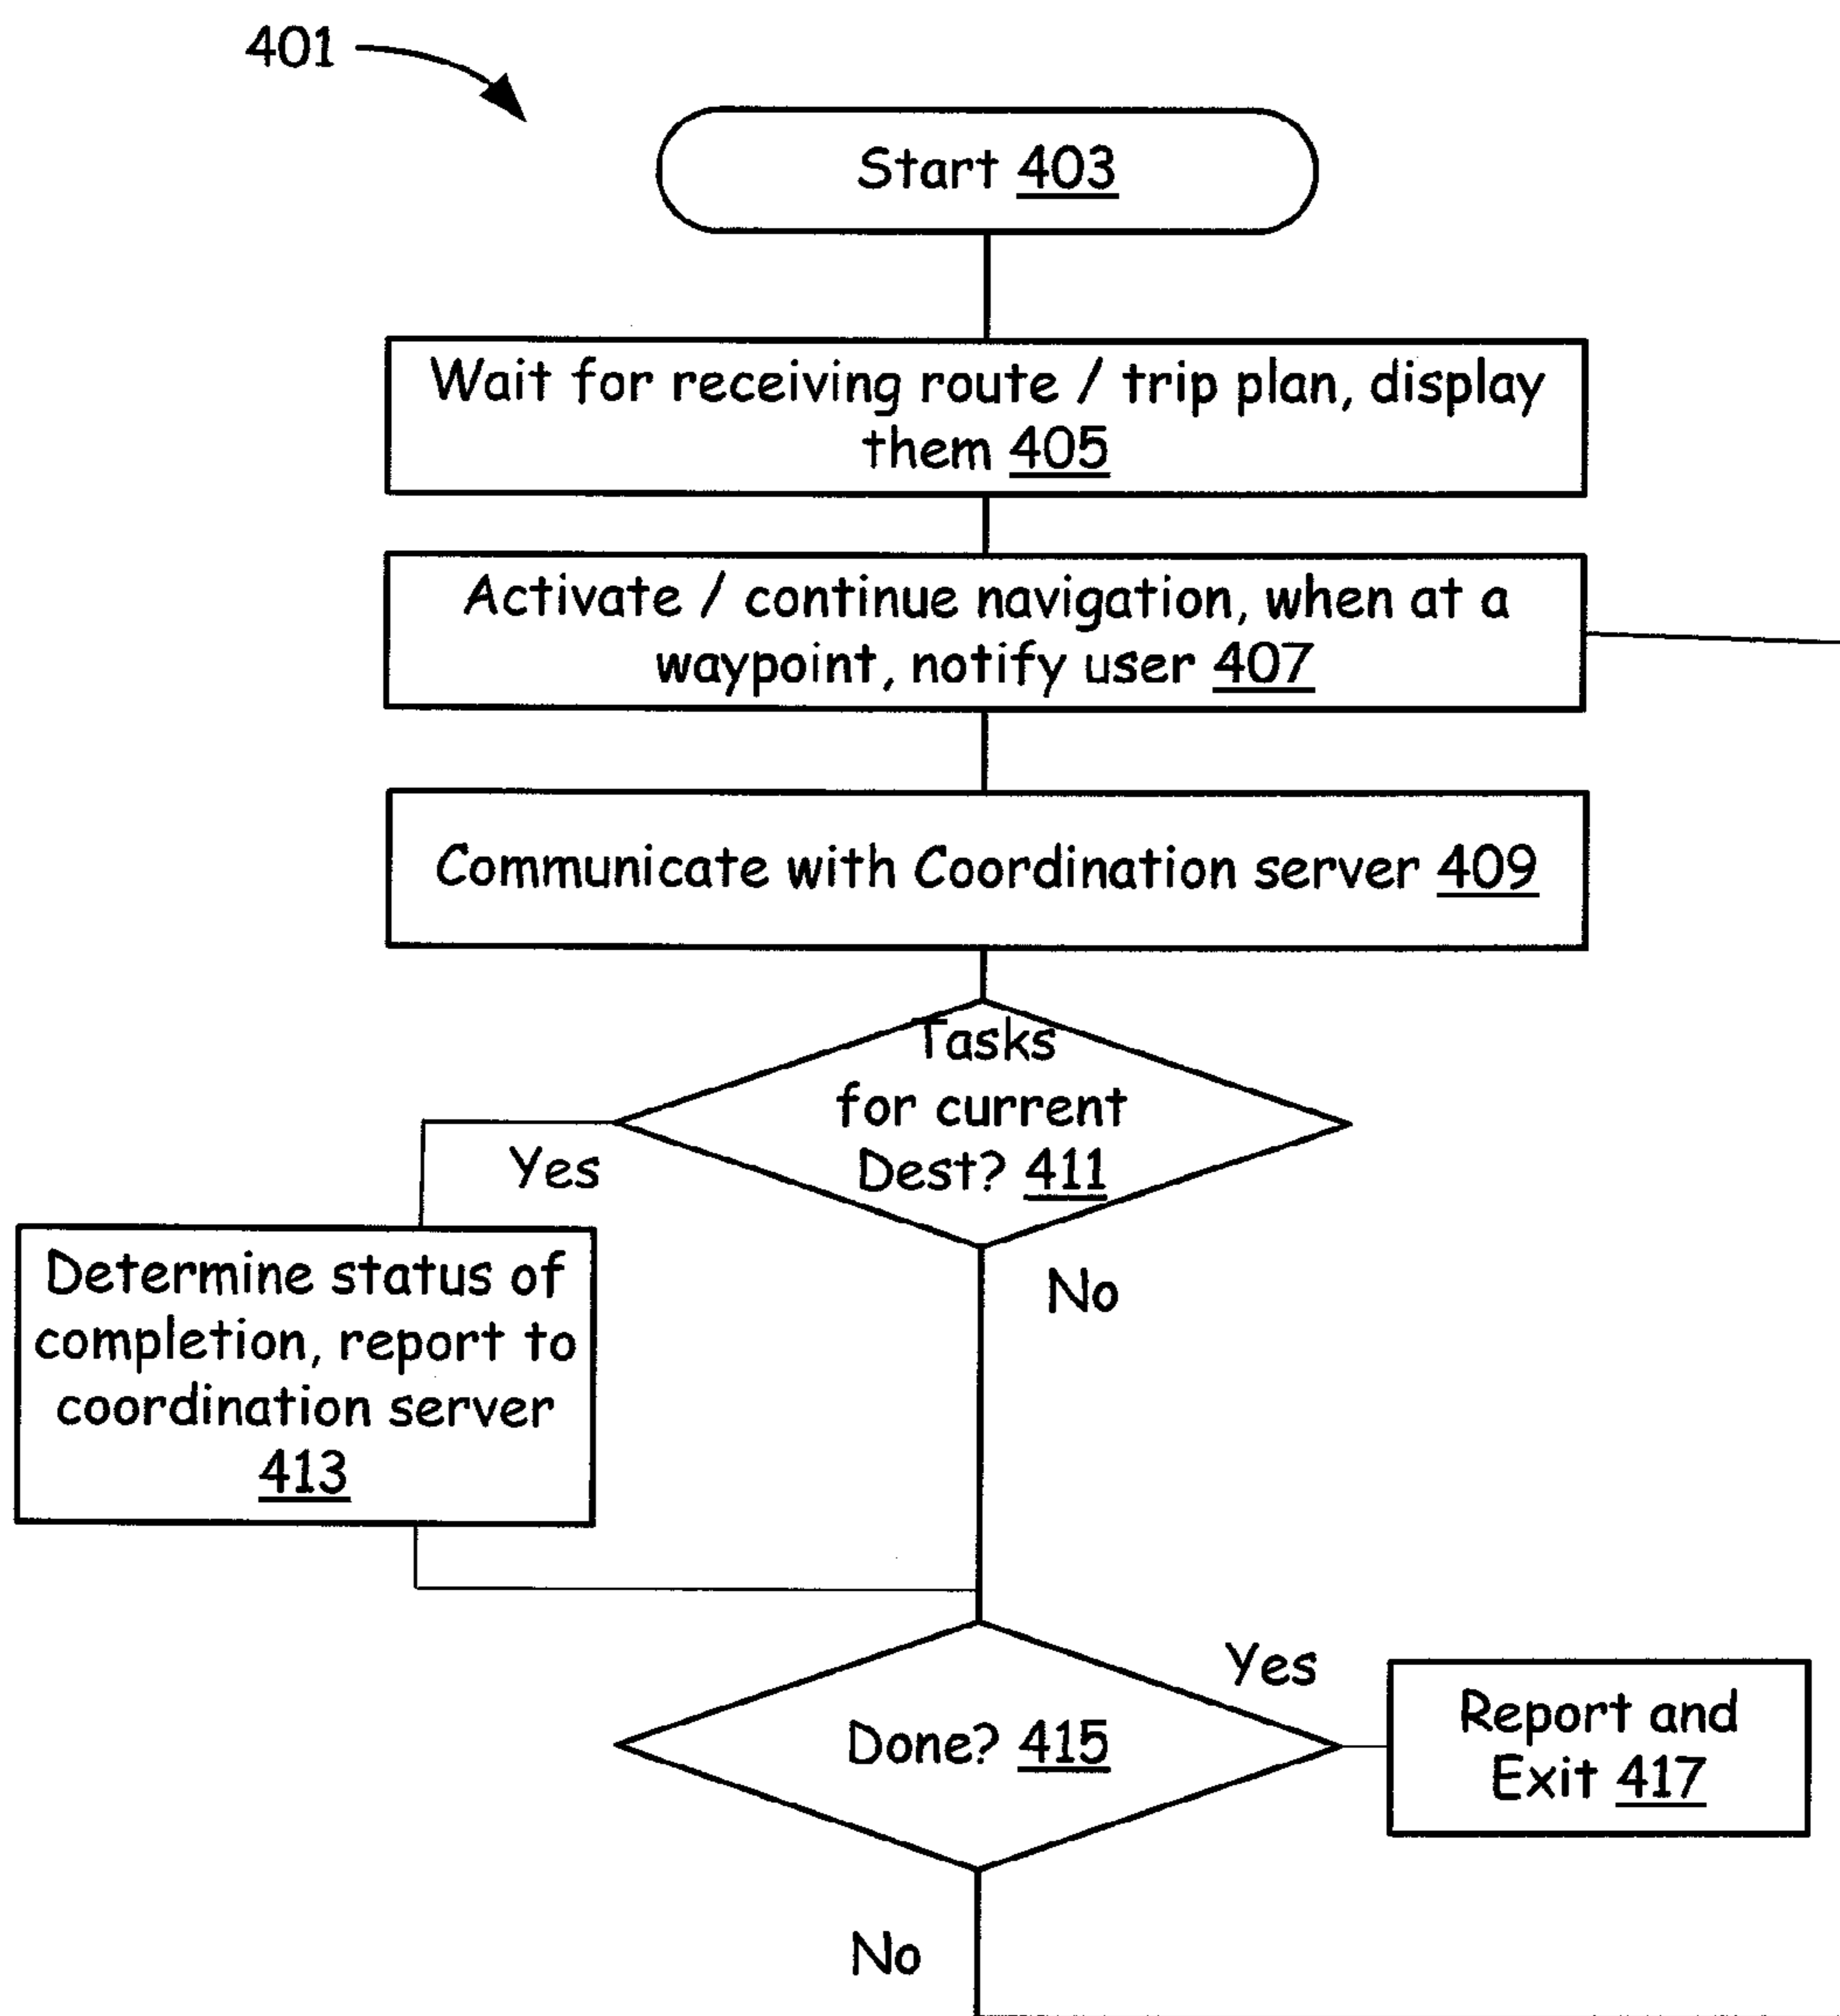 401
Start 403
Wait for receiving route / trip plan, display
them 405
Activate / continue navigation, when at a
waypoint, notify user 407
Communicate with Coordination server 409
Tasks
for current
Dest? 411
Yes
No
Determine status of
completion, report to
coordination server
413
Yes
Done? 415
Report and
Exit 417
No